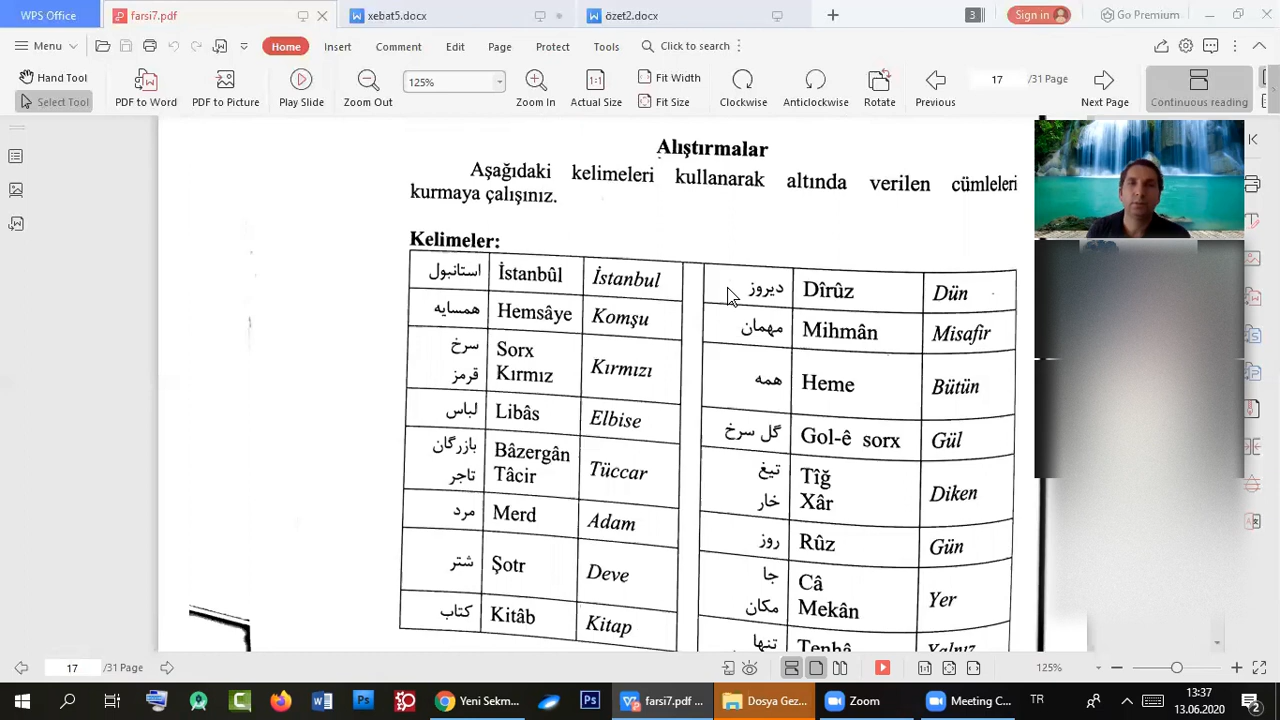 WPS Office
farsi7.pdf
xebat5.docx
özet2.docx
3
Sign in
Go Premium
Menu
Home
Insert
Comment
Edit
Page
Protect
Tools
Click to search
Hand Tool
Select Tool
PDF to Word
PDF to Picture
Play Slide
Zoom Out
125%
Zoom In
Actual Size
Fit Width
Fit Size
Clockwise
Anticlockwise
Rotate
Previous
17
/31 Page
Next Page
Continuous reading
Alıştırmalar
Aşağıdaki kelimeleri kullanarak altında verilen cümleleri
kurmaya çalışınız.
Kelimeler:
استانبول İstanbûl İstanbul
همسایه Hemsâye Komşu
سرخ Sorx
قرمز Kırmız Kırmızı
لباس Libâs Elbise
بازرگان Bâzergân
تاجر Tâcir Tüccar
مرد Merd Adam
شتر Şotr Deve
کتاب Kitâb Kitap
دیروز Dîrûz Dün
مهمان Mihmân Misafir
همه Heme Bütün
گل سرخ Gol-ê sorx Gül
تیغ Tîğ
خار Xâr Diken
روز Rûz Gün
جا Câ
مکان Mekân Yer
تنها Tenhâ Yalnız
17 /31 Page
125%
Yeni Sekm...
farsi7.pdf ...
Dosya Gez...
Zoom
Meeting C...
TR
13:37
13.06.2020
2